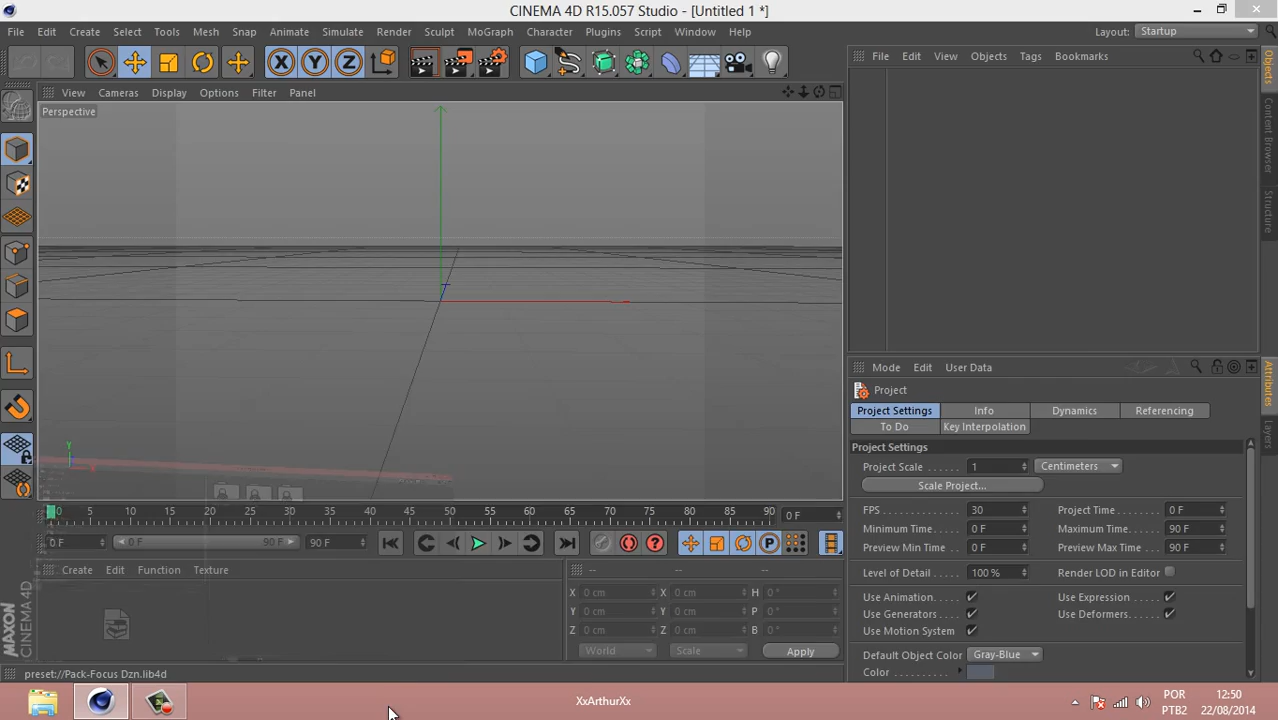 CINEMA 4D R15.057 Studio - [Untitled 1 *]
File Edit Create Select Tools Mesh Snap Animate Simulate Render Sculpt MoGraph Character Plugins Script Window Help
Layout: Startup
X Y Z
File Edit View Objects Tags Bookmarks
View Cameras Display Options Filter Panel
Perspective
Objects
Content Browser
Structure
Y
X
Mode Edit User Data
Project
Project Settings Info Dynamics Referencing
To Do Key Interpolation
Project Settings
Project Scale 1 Centimeters
Scale Project...
FPS 30 Project Time 0 F
Minimum Time 0 F Maximum Time 90 F
Preview Min Time 0 F Preview Max Time 90 F
Level of Detail 100 % Render LOD in Editor
Use Animation Use Expression
Use Generators Use Deformers
Use Motion System
Default Object Color Gray-Blue
Color
Attributes
Layers
0 5 10 15 20 25 30 35 40 45 50 55 60 65 70 75 80 85 90 0 F
0 F 0 F 90 F 90 F
P
Create Edit Function Texture
-- -- --
X 0 cm X 0 cm H 0 °
Y 0 cm Y 0 cm P 0 °
Z 0 cm Z 0 cm B 0 °
World Scale Apply
MAXON
CINEMA 4D
preset://Pack-Focus Dzn.lib4d
XxArthurXx
POR
PTB2
12:50
22/08/2014